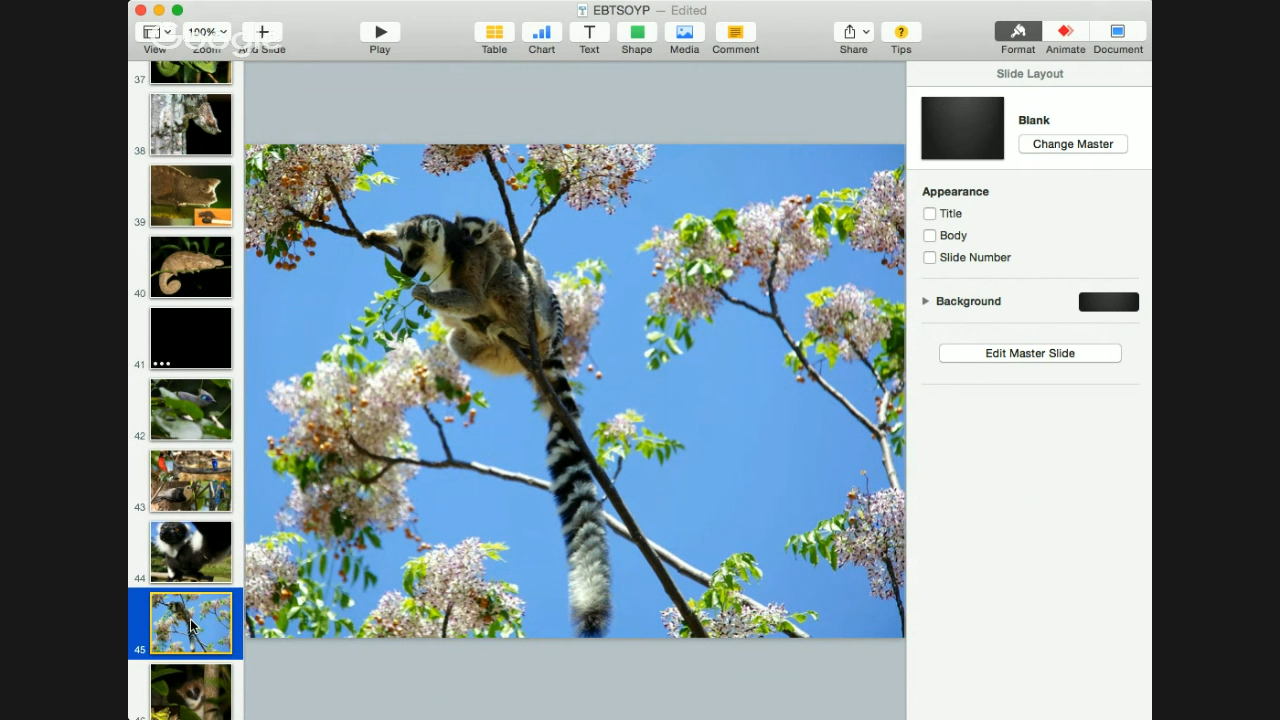 EBTSOYP — Edited
Google
100%
View
Zoom
Add Slide
Play
Table
Chart
Text
Shape
Media
Comment
Share
Tips
Format
Animate
Document
Slide Layout
Blank
Change Master
Appearance
Title
Body
Slide Number
Background
Edit Master Slide
37
38
39
40
41
42
43
44
45